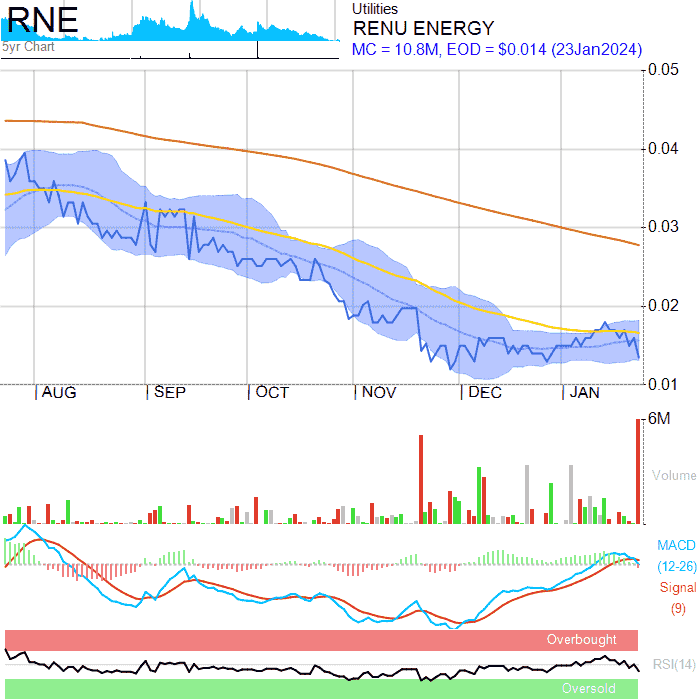 RNE
5yr Chart
Utilities
RENU ENERGY
MC = 10.8M, EOD = $0.014 (23Jan2024)
0.05
0.04
0.03
0.02
0.01
AUG SEP OCT NOV DEC JAN
6M
Volume
MACD
(12-26)
Signal
(9)
Overbought
RSI(14)
Oversold